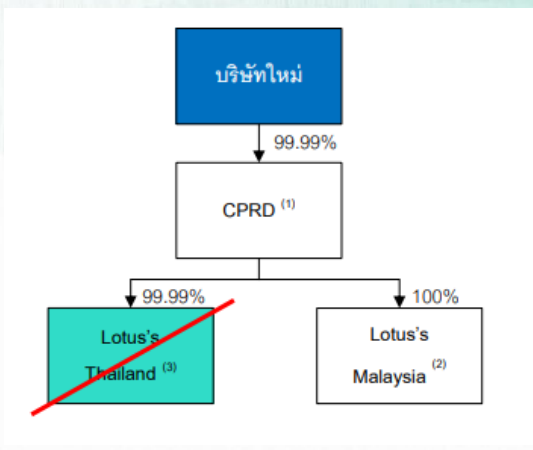 บริษัทใหม่
99.99%
CPRD (1)
99.99%
100%
Lotus's
Thailand (3)
Lotus's
Malaysia (2)